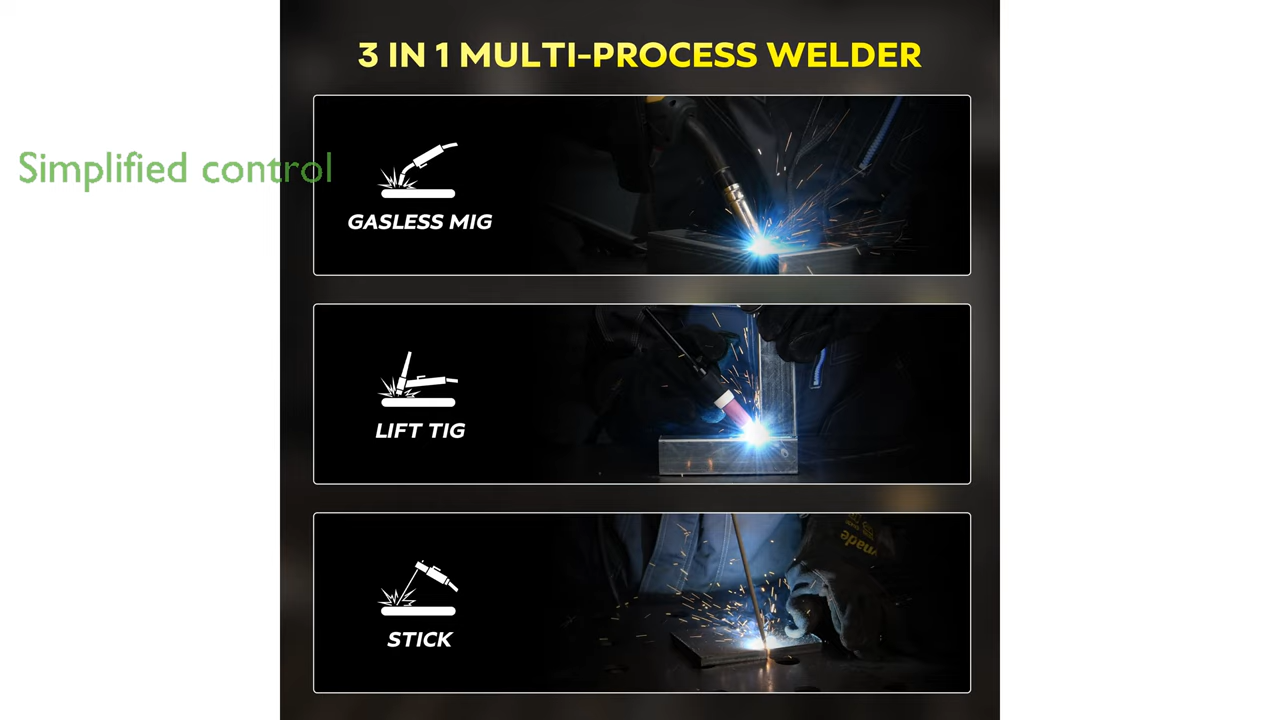 3 IN 1 MULTI-PROCESS WELDER
Simplified control
GASLESS MIG
LIFT TIG
STICK